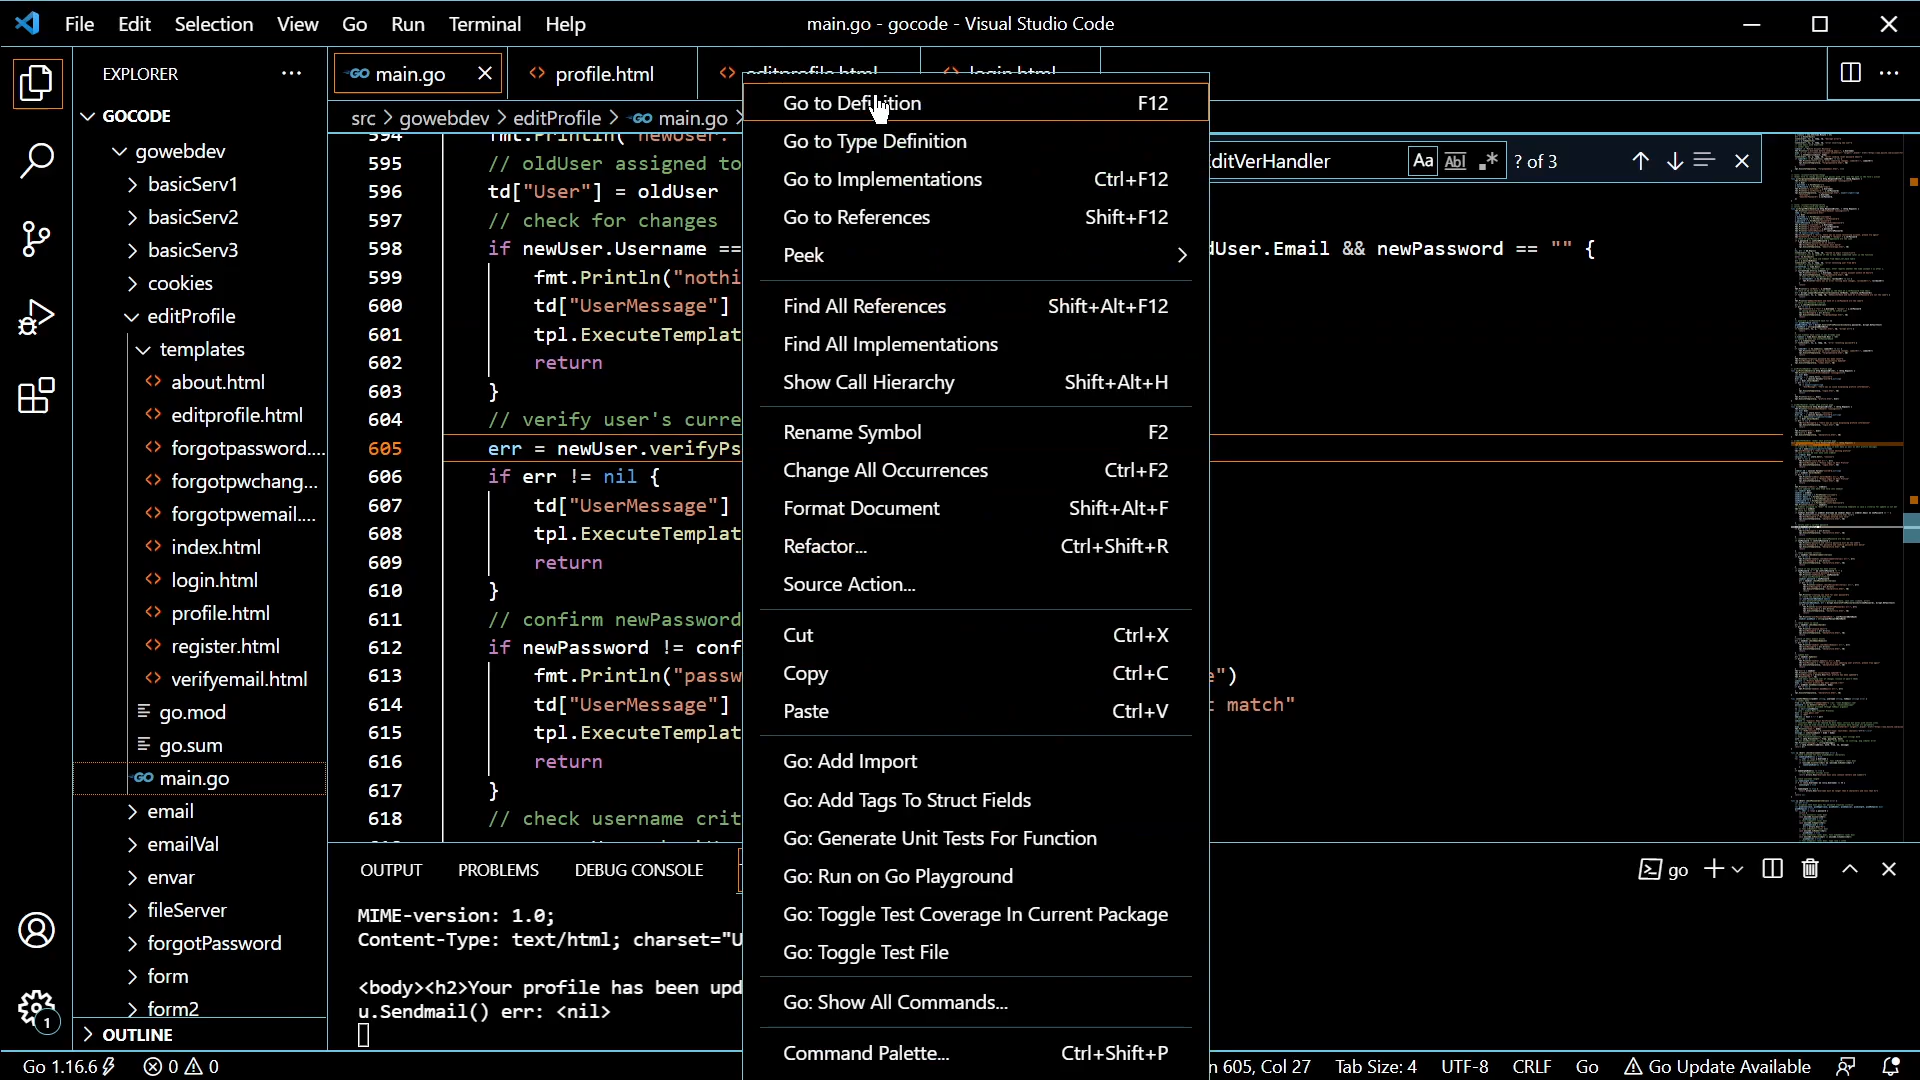 File Edit Selection View Go Run Terminal Help
main.go - gocode - Visual Studio Code
EXPLORER
GOCODE
gowebdev
basicServ1
basicServ2
basicServ3
cookies
editProfile
templates
about.html
editprofile.html
forgotpassword....
forgotpwchang...
forgotpwemail....
index.html
login.html
profile.html
register.html
verifyemail.html
go.mod
go.sum
main.go
email
emailVal
envar
fileServer
forgotPassword
form
form2
OUTLINE
main.go
profile.html
editprofile.html
login.html
src > gowebdev > editProfile > main.go >
ditVerHandler
Aa Abl .* ? of 3
594 fmt.Println("newUser:
595 // oldUser assigned to
596 td["User"] = oldUser
597 // check for changes
598 if newUser.Username == dUser.Email && newPassword == "" {
599 fmt.Println("nothi
600 td["UserMessage"]
601 tpl.ExecuteTemplat
602 return
603 }
604 // verify user's curre
605 err = newUser.verifyPs
606 if err != nil {
607 td["UserMessage"]
608 tpl.ExecuteTemplat
609 return
610 }
611 // confirm newPassword
612 if newPassword != conf
613 fmt.Println("passw e")
614 td["UserMessage"] t match"
615 tpl.ExecuteTemplat
616 return
617 }
618 // check username crit
Go to Definition F12
Go to Type Definition
Go to Implementations Ctrl+F12
Go to References Shift+F12
Peek
Find All References Shift+Alt+F12
Find All Implementations
Show Call Hierarchy Shift+Alt+H
Rename Symbol F2
Change All Occurrences Ctrl+F2
Format Document Shift+Alt+F
Refactor... Ctrl+Shift+R
Source Action...
Cut Ctrl+X
Copy Ctrl+C
Paste Ctrl+V
Go: Add Import
Go: Add Tags To Struct Fields
Go: Generate Unit Tests For Function
Go: Run on Go Playground
Go: Toggle Test Coverage In Current Package
Go: Toggle Test File
Go: Show All Commands...
Command Palette... Ctrl+Shift+P
OUTPUT PROBLEMS DEBUG CONSOLE
go
MIME-version: 1.0;
Content-Type: text/html; charset="U
<body><h2>Your profile has been upd
u.Sendmail() err: <nil>
1
Go 1.16.6 0 0
n 605, Col 27 Tab Size: 4 UTF-8 CRLF Go Go Update Available